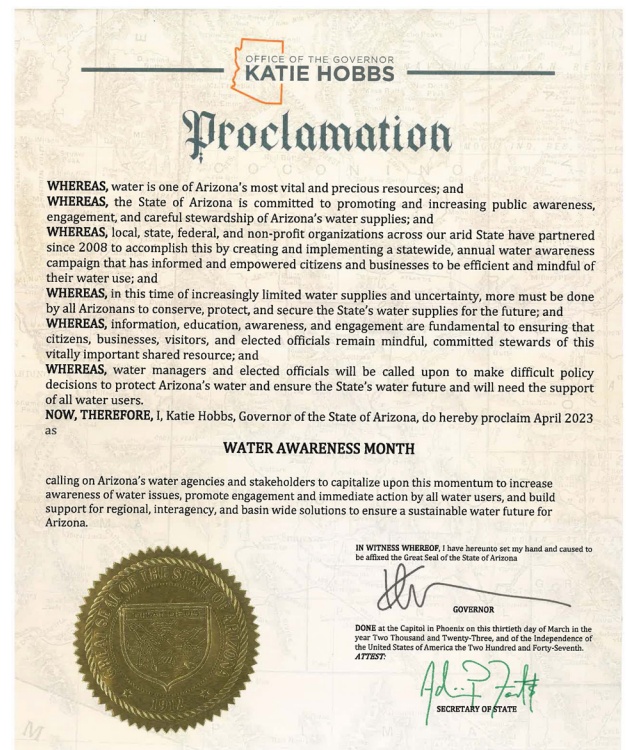 OFFICE OF THE GOVERNOR
KATIE HOBBS
Proclamation
WHEREAS, water is one of Arizona's most vital and precious resources; and
WHEREAS, the State of Arizona is committed to promoting and increasing public awareness,
engagement, and careful stewardship of Arizona's water supplies; and
WHEREAS, local, state, federal, and non-profit organizations across our arid State have partnered
since 2008 to accomplish this by creating and implementing a statewide, annual water awareness
campaign that has informed and empowered citizens and businesses to be efficient and mindful of
their water use; and
WHEREAS, in this time of increasingly limited water supplies and uncertainty, more must be done
by all Arizonans to conserve, protect, and secure the State's water supplies for the future; and
WHEREAS, information, education, awareness, and engagement are fundamental to ensuring that
citizens, businesses, visitors, and elected officials remain mindful, committed stewards of this
vitally important shared resource; and
WHEREAS, water managers and elected officials will be called upon to make difficult policy
decisions to protect Arizona's water and ensure the State's water future and will need the support
of all water users.
NOW, THEREFORE, I, Katie Hobbs, Governor of the State of Arizona, do hereby proclaim April 2023
as
WATER AWARENESS MONTH
calling on Arizona's water agencies and stakeholders to capitalize upon this momentum to increase
awareness of water issues, promote engagement and immediate action by all water users, and build
support for regional, interagency, and basin wide solutions to ensure a sustainable water future for
Arizona.
IN WITNESS WHEREOF, I have hereunto set my hand and caused to
be affixed the Great Seal of the State of Arizona
GOVERNOR
DONE at the Capitol in Phoenix on this thirtieth day of March in the
year Two Thousand and Twenty-Three, and of the Independence of
the United States of America the Two Hundred and Forty-Seventh.
ATTEST:
SECRETARY OF STATE